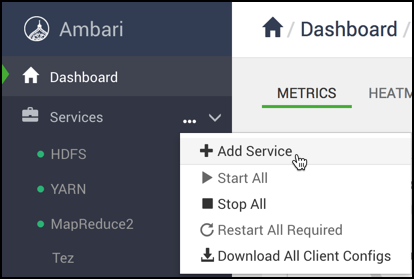 Ambari
/ Dashboard /
Dashboard
METRICS HEATM
Services ...
Add Service
HDFS
Start All
YARN
Stop All
MapReduce2
Restart All Required
Tez
Download All Client Configs